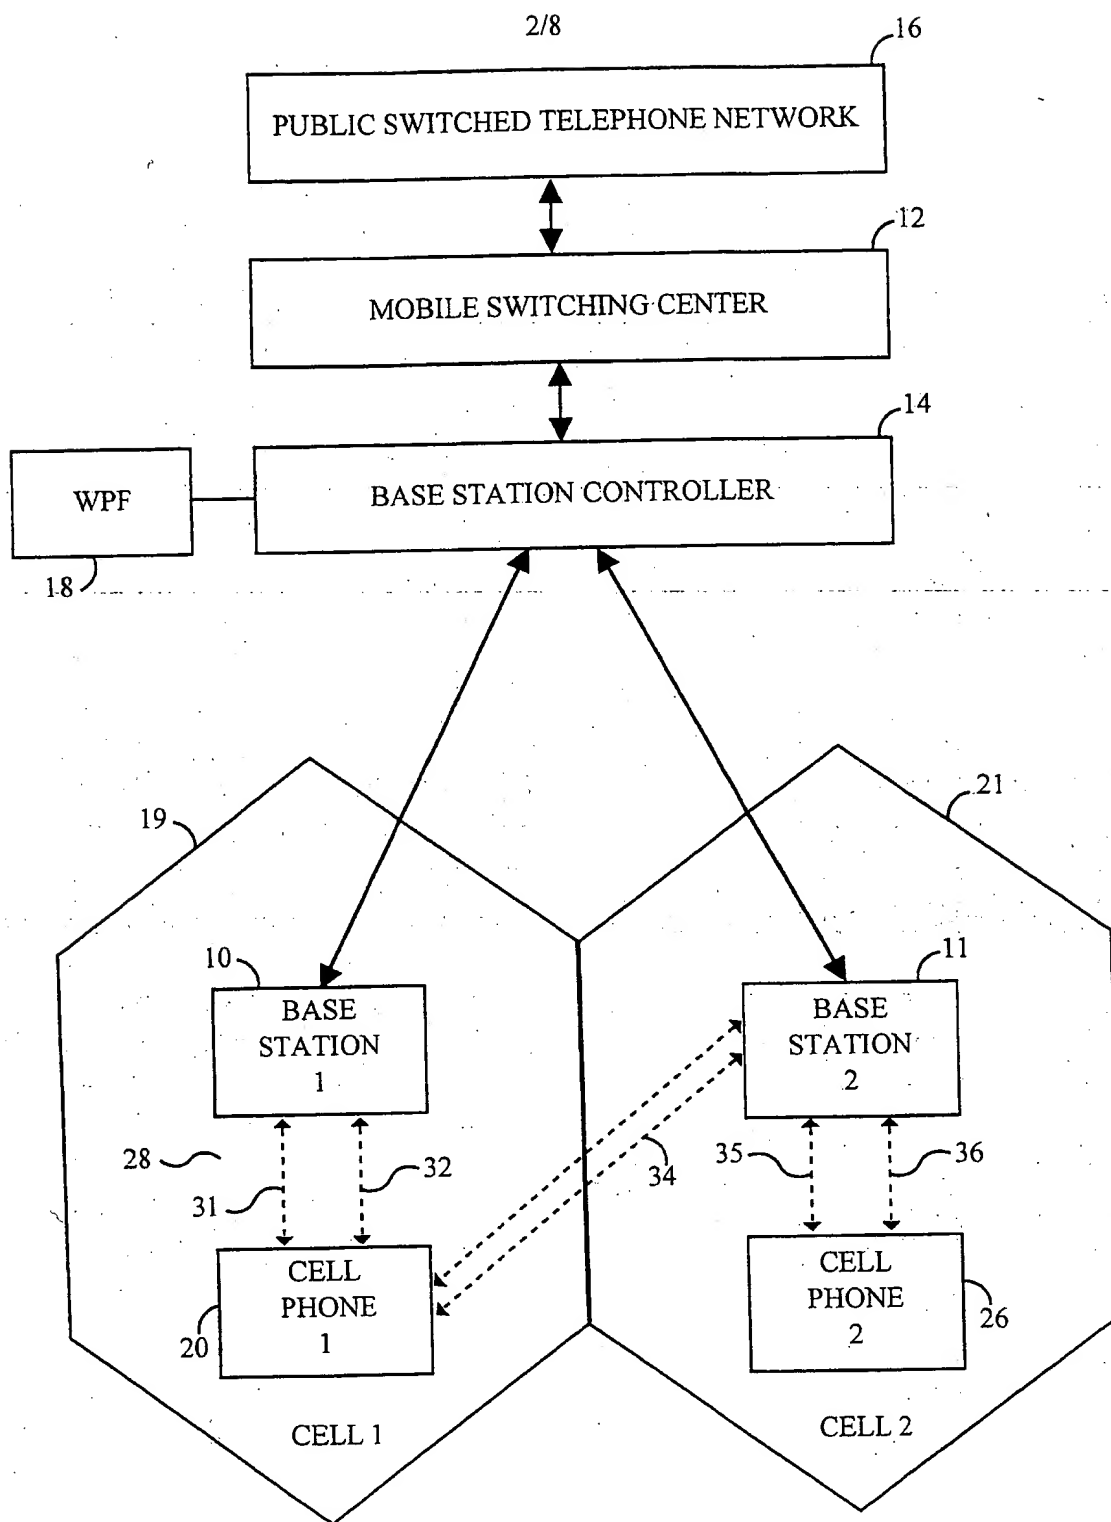 2/8
16
PUBLIC SWITCHED TELEPHONE NETWORK
12
MOBILE SWITCHING CENTER
14
WPF
BASE STATION CONTROLLER
18
19
21
10
11
BASE
STATION
1
BASE
STATION
2
28
31
32
34
35
36
CELL
PHONE
1
CELL
PHONE
2
20
26
CELL 1
CELL 2